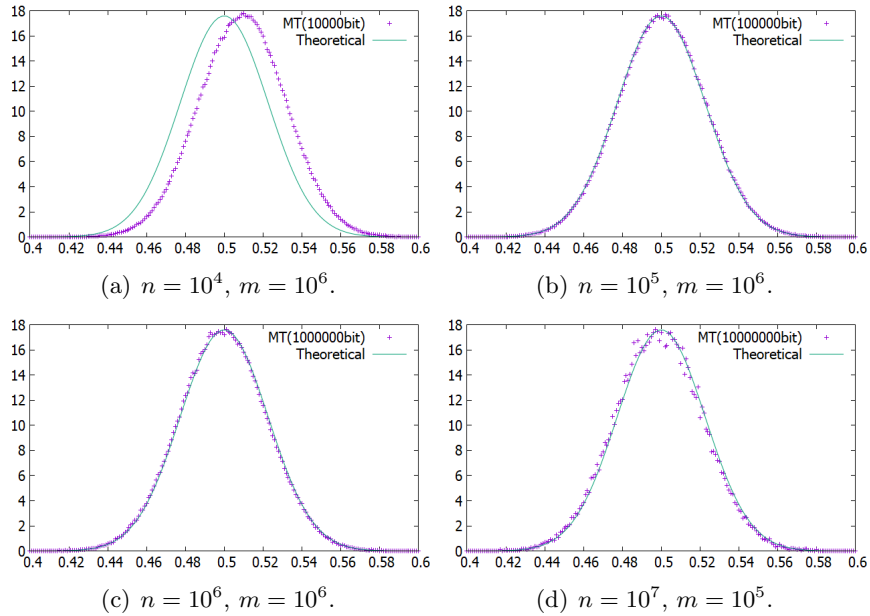 18
16
14
12
10
8
6
4
2
0
MT(10000bit)
Theoretical
0.4 0.42 0.44 0.46 0.48 0.5 0.52 0.54 0.56 0.58 0.6
(a) n = 10^4, m = 10^6.
18
16
14
12
10
8
6
4
2
0
MT(100000bit)
Theoretical
0.4 0.42 0.44 0.46 0.48 0.5 0.52 0.54 0.56 0.58 0.6
(b) n = 10^5, m = 10^6.
18
16
14
12
10
8
6
4
2
0
MT(1000000bit)
Theoretical
0.4 0.42 0.44 0.46 0.48 0.5 0.52 0.54 0.56 0.58 0.6
(c) n = 10^6, m = 10^6.
18
16
14
12
10
8
6
4
2
0
MT(1000000bit)
Theoretical
0.4 0.42 0.44 0.46 0.48 0.5 0.52 0.54 0.56 0.58 0.6
(d) n = 10^7, m = 10^5.